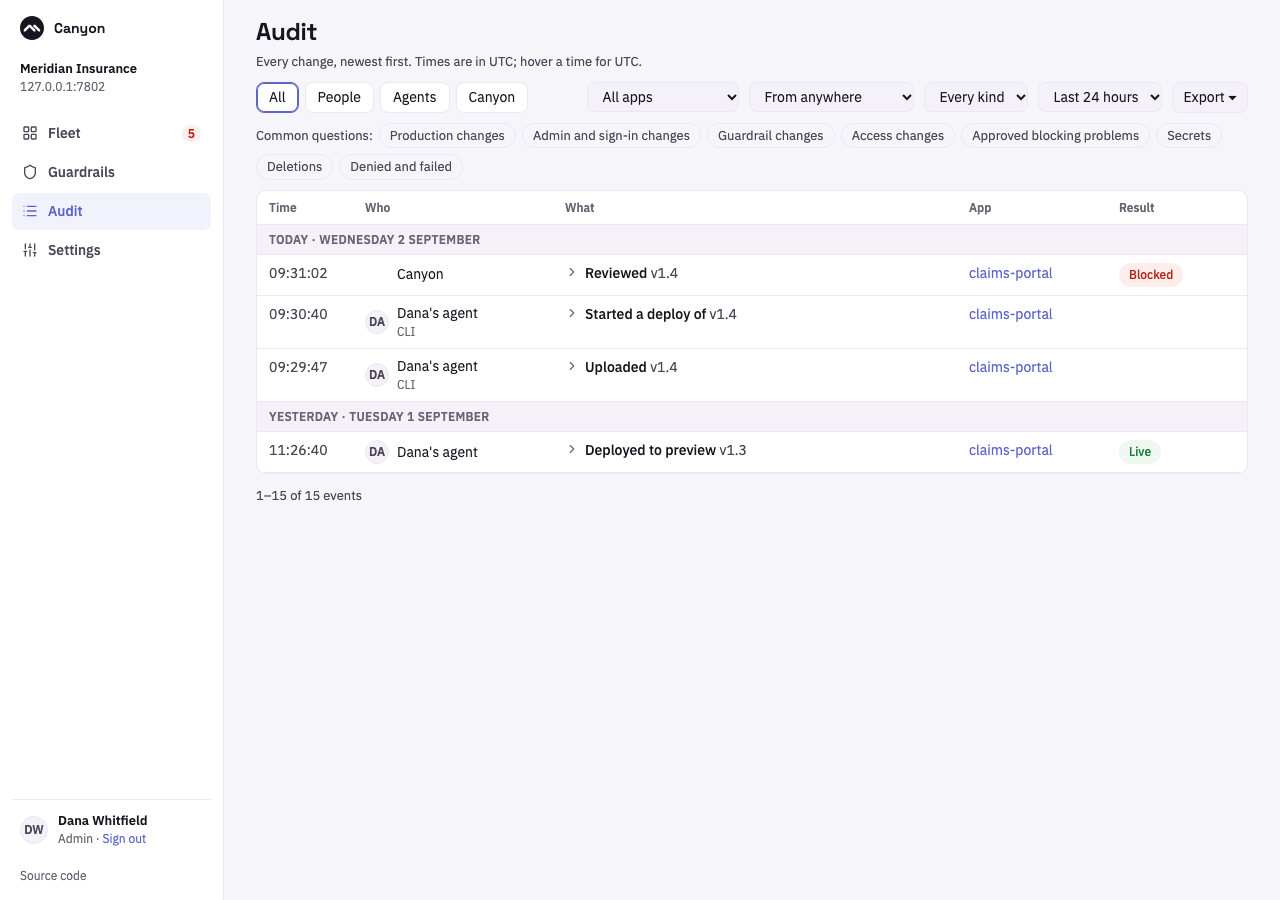 Canyon
Meridian Insurance
127.0.0.1:7802
Fleet 5
Guardrails
Audit
Settings
DW
Dana Whitfield
Admin · Sign out
Source code
Audit
Every change, newest first. Times are in UTC; hover a time for UTC.
All People Agents Canyon All apps From anywhere Every kind Last 24 hours Export
Common questions: Production changes Admin and sign-in changes Guardrail changes Access changes Approved blocking problems Secrets
Deletions Denied and failed
Time Who What App Result
TODAY · WEDNESDAY 2 SEPTEMBER
09:31:02 Canyon Reviewed v1.4 claims-portal Blocked
09:30:40 DA Dana's agent Started a deploy of v1.4 claims-portal
CLI
09:29:47 DA Dana's agent Uploaded v1.4 claims-portal
CLI
YESTERDAY · TUESDAY 1 SEPTEMBER
11:26:40 DA Dana's agent Deployed to preview v1.3 claims-portal Live
1–15 of 15 events